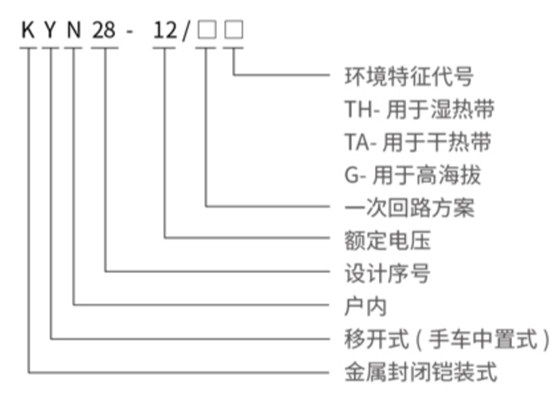 KYN28-12/□□
环境特征代号
TH-用于湿热带
TA-用于干热带
G-用于高海拔
一次回路方案
额定电压
设计序号
户内
移开式(手车中置式)
金属封闭铠装式